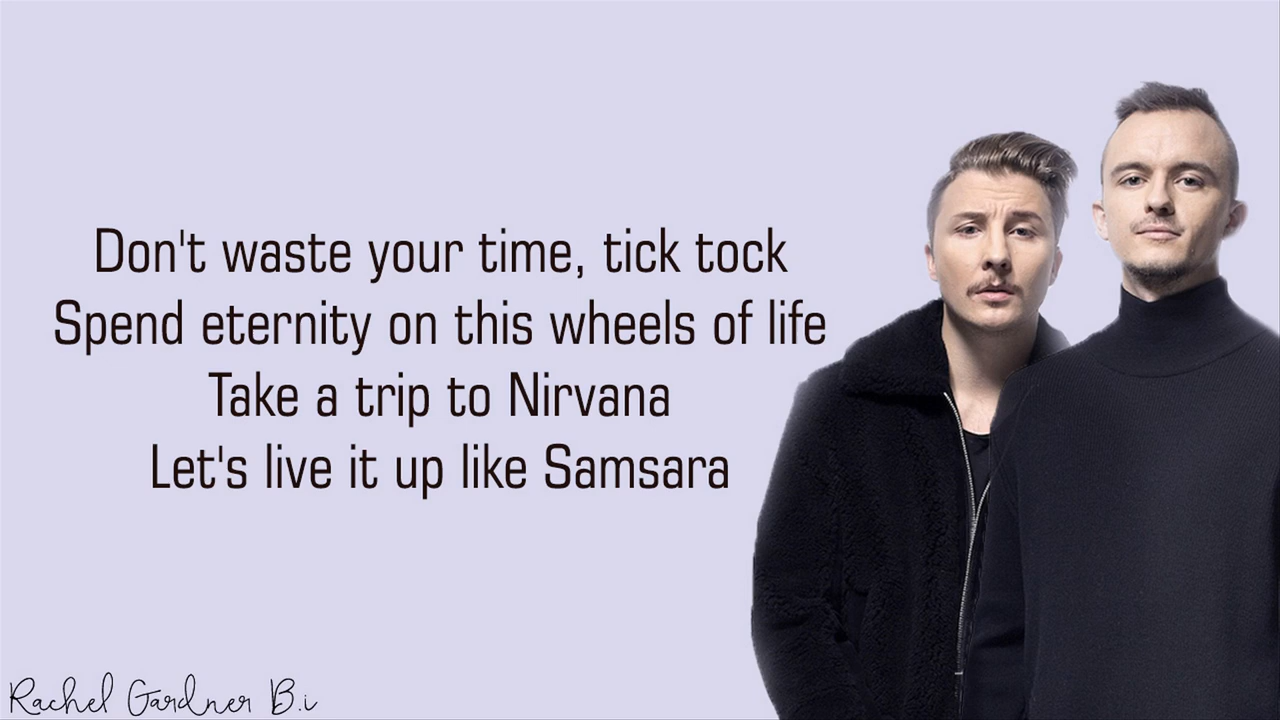 Don't waste your time, tick tock
Spend eternity on this wheels of life
Take a trip to Nirvana
Let's live it up like Samsara
Rachel Gardner B.i